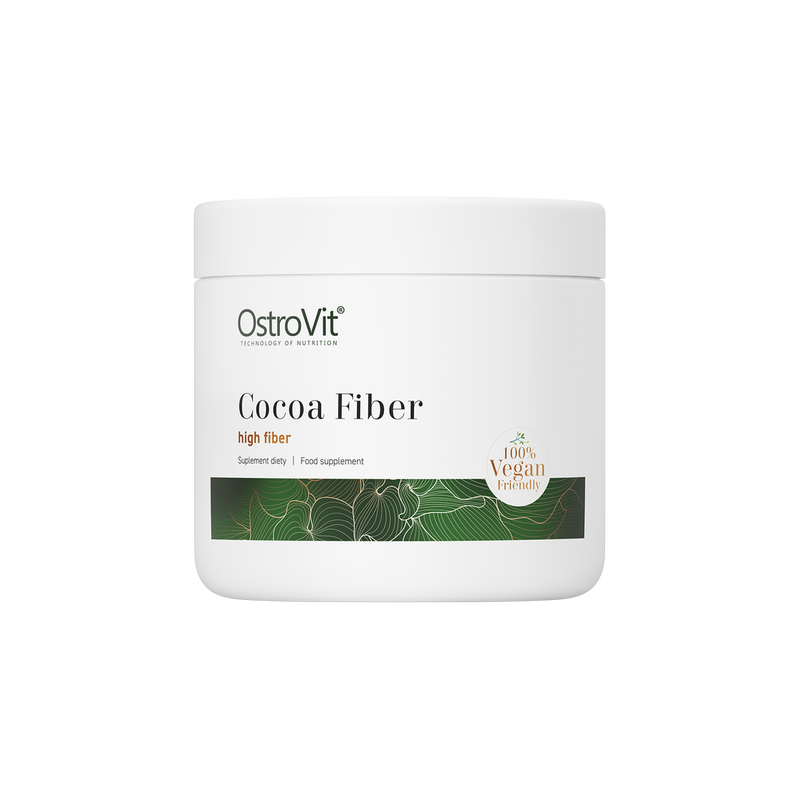 OstroVit®
TECHNOLOGY OF NUTRITION
Cocoa Fiber
high fiber
Suplement diety | Food supplement
100%
Vegan
Friendly